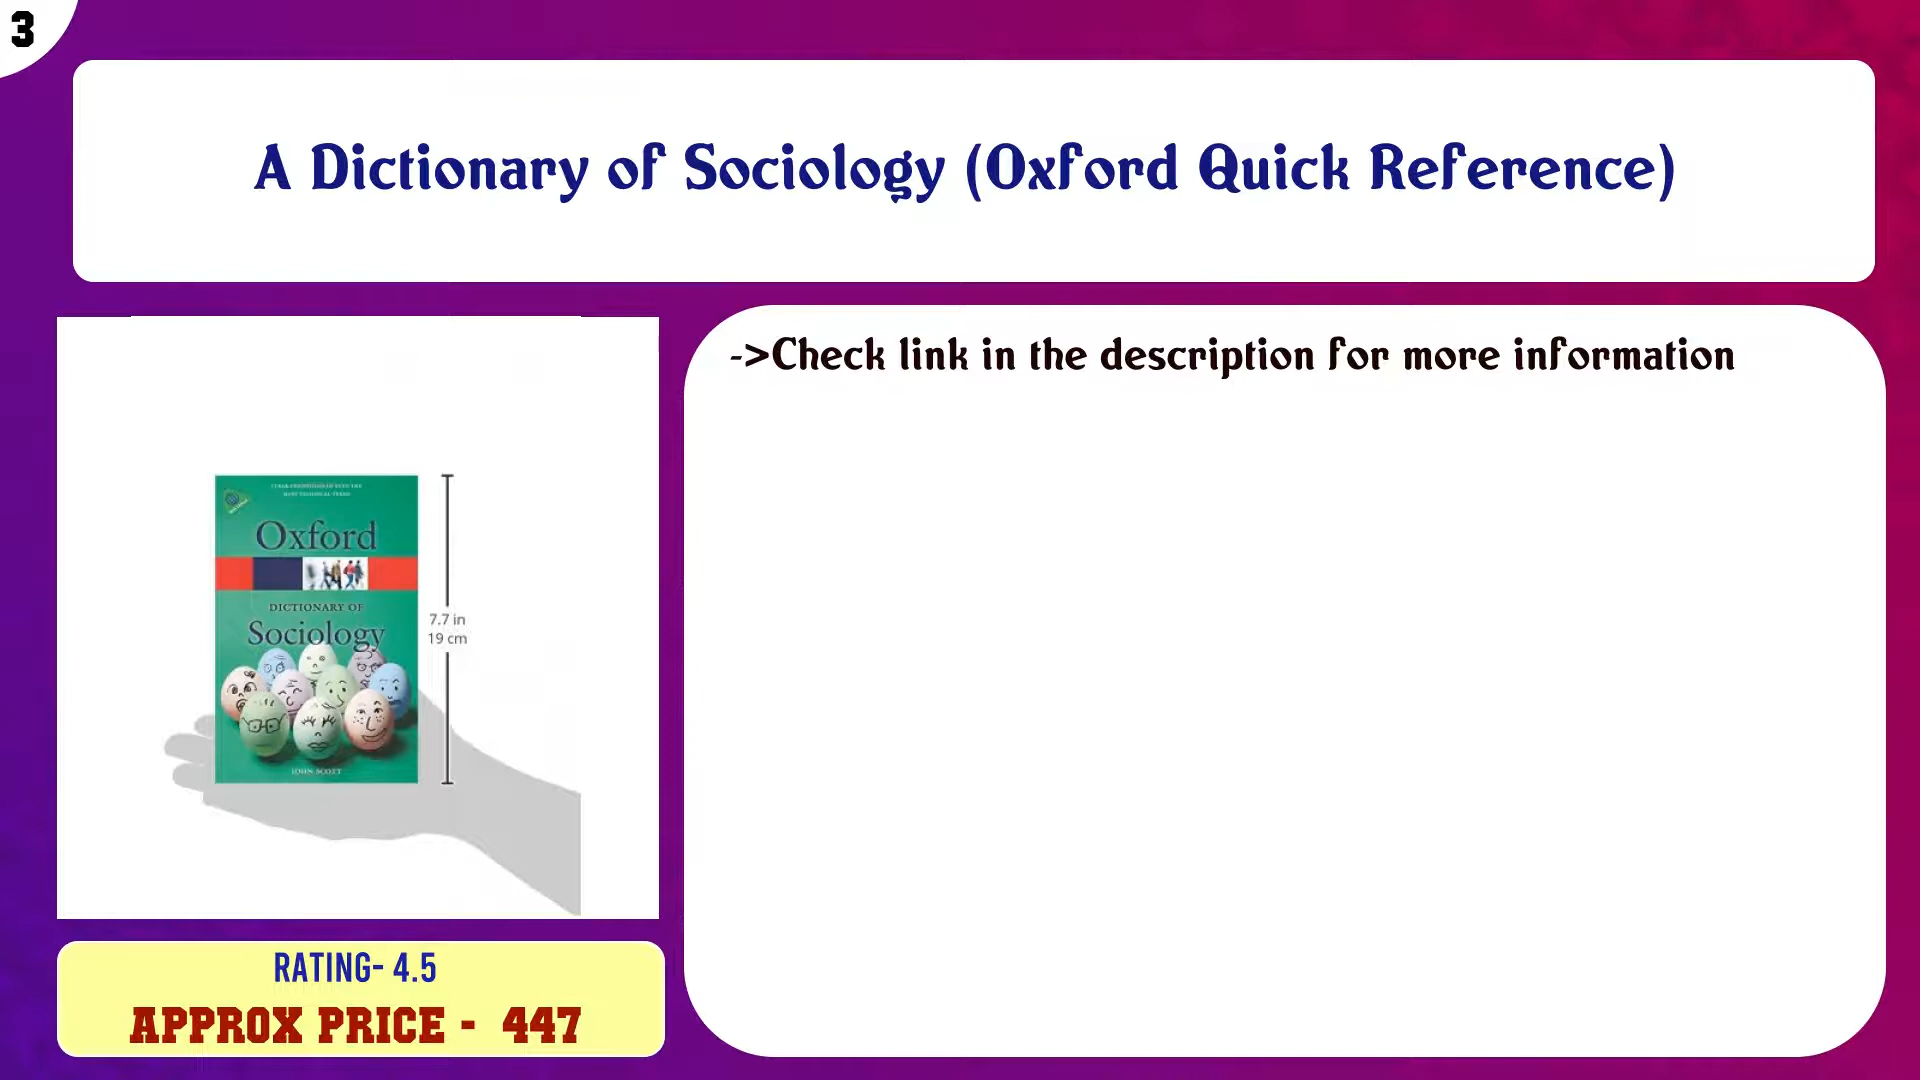 3
A Dictionary of Sociology (Oxford Quick Reference)
->Check link in the description for more information
Oxford
DICTIONARY OF
Sociology
JOHN SCOTT
7.7 in
19 cm
RATING- 4.5
APPROX PRICE - 447